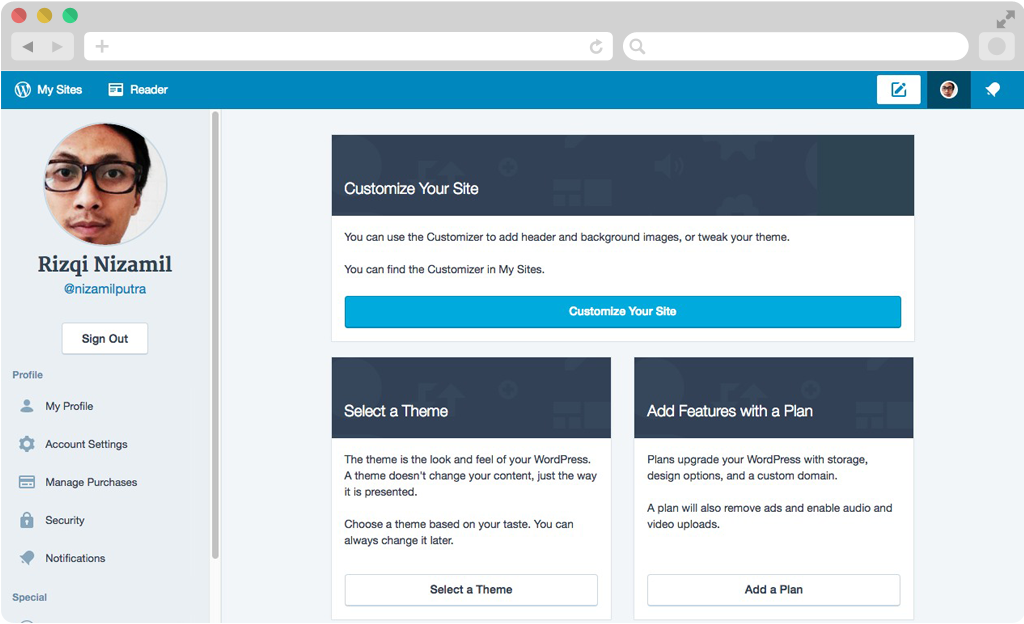 My Sites
Reader
Rizqi Nizamil
@nizamilputra
Sign Out
Profile
My Profile
Account Settings
Manage Purchases
Security
Notifications
Special
Customize Your Site
You can use the Customizer to add header and background images, or tweak your theme.
You can find the Customizer in My Sites.
Customize Your Site
Select a Theme
The theme is the look and feel of your WordPress.
A theme doesn't change your content, just the way
it is presented.
Choose a theme based on your taste. You can
always change it later.
Select a Theme
Add Features with a Plan
Plans upgrade your WordPress with storage,
design options, and a custom domain.
A plan will also remove ads and enable audio and
video uploads.
Add a Plan